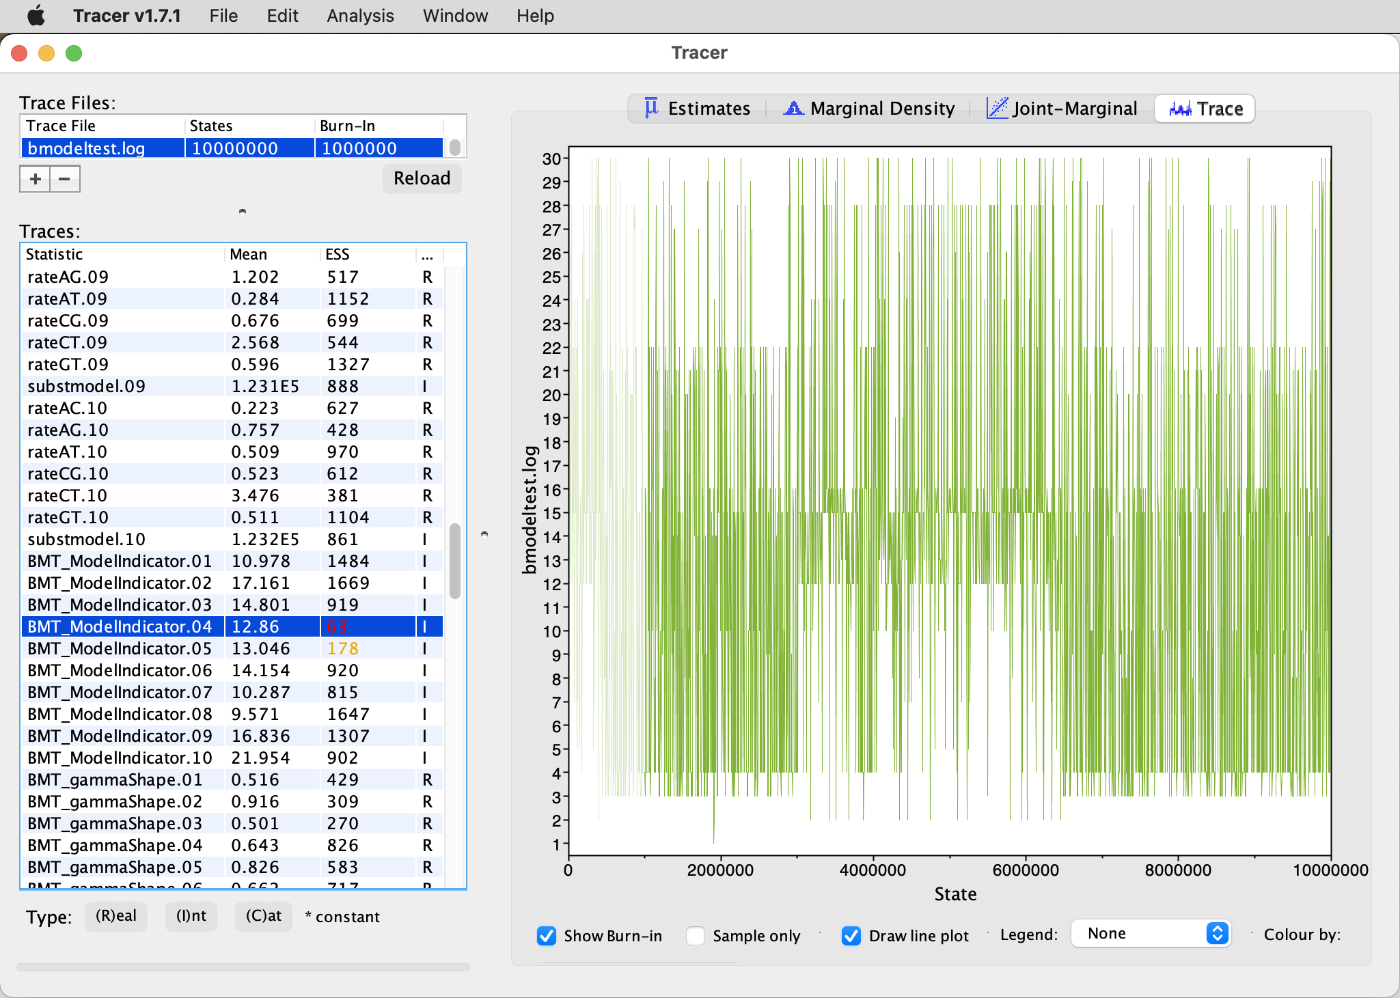 Tracer v1.7.1 File Edit Analysis Window Help
Tracer
Trace Files:
Trace File States Burn-In
bmodeltest.log 10000000 1000000
+ −
Reload
Traces:
Statistic Mean ESS ...
rateAG.09 1.202 517 R
rateAT.09 0.284 1152 R
rateCG.09 0.676 699 R
rateCT.09 2.568 544 R
rateGT.09 0.596 1327 R
substmodel.09 1.231E5 888 I
rateAC.10 0.223 627 R
rateAG.10 0.757 428 R
rateAT.10 0.509 970 R
rateCG.10 0.523 612 R
rateCT.10 3.476 381 R
rateGT.10 0.511 1104 R
substmodel.10 1.232E5 861 I
BMT_ModelIndicator.01 10.978 1484 I
BMT_ModelIndicator.02 17.161 1669 I
BMT_ModelIndicator.03 14.801 919 I
BMT_ModelIndicator.04 12.86 63 I
BMT_ModelIndicator.05 13.046 178 I
BMT_ModelIndicator.06 14.154 920 I
BMT_ModelIndicator.07 10.287 815 I
BMT_ModelIndicator.08 9.571 1647 I
BMT_ModelIndicator.09 16.836 1307 I
BMT_ModelIndicator.10 21.954 902 I
BMT_gammaShape.01 0.516 429 R
BMT_gammaShape.02 0.916 309 R
BMT_gammaShape.03 0.501 270 R
BMT_gammaShape.04 0.643 826 R
BMT_gammaShape.05 0.826 583 R
BMT_gammaShape.06 0.662 717 R
Type: (R)eal (I)nt (C)at * constant
Estimates Marginal Density Joint-Marginal Trace
30
29
28
27
26
25
24
23
22
21
20
19
18
17
16
15
14
13
12
11
10
9
8
7
6
5
4
3
2
1
bmodeltest.log
0 2000000 4000000 6000000 8000000 10000000
State
Show Burn-in Sample only Draw line plot Legend: None Colour by: